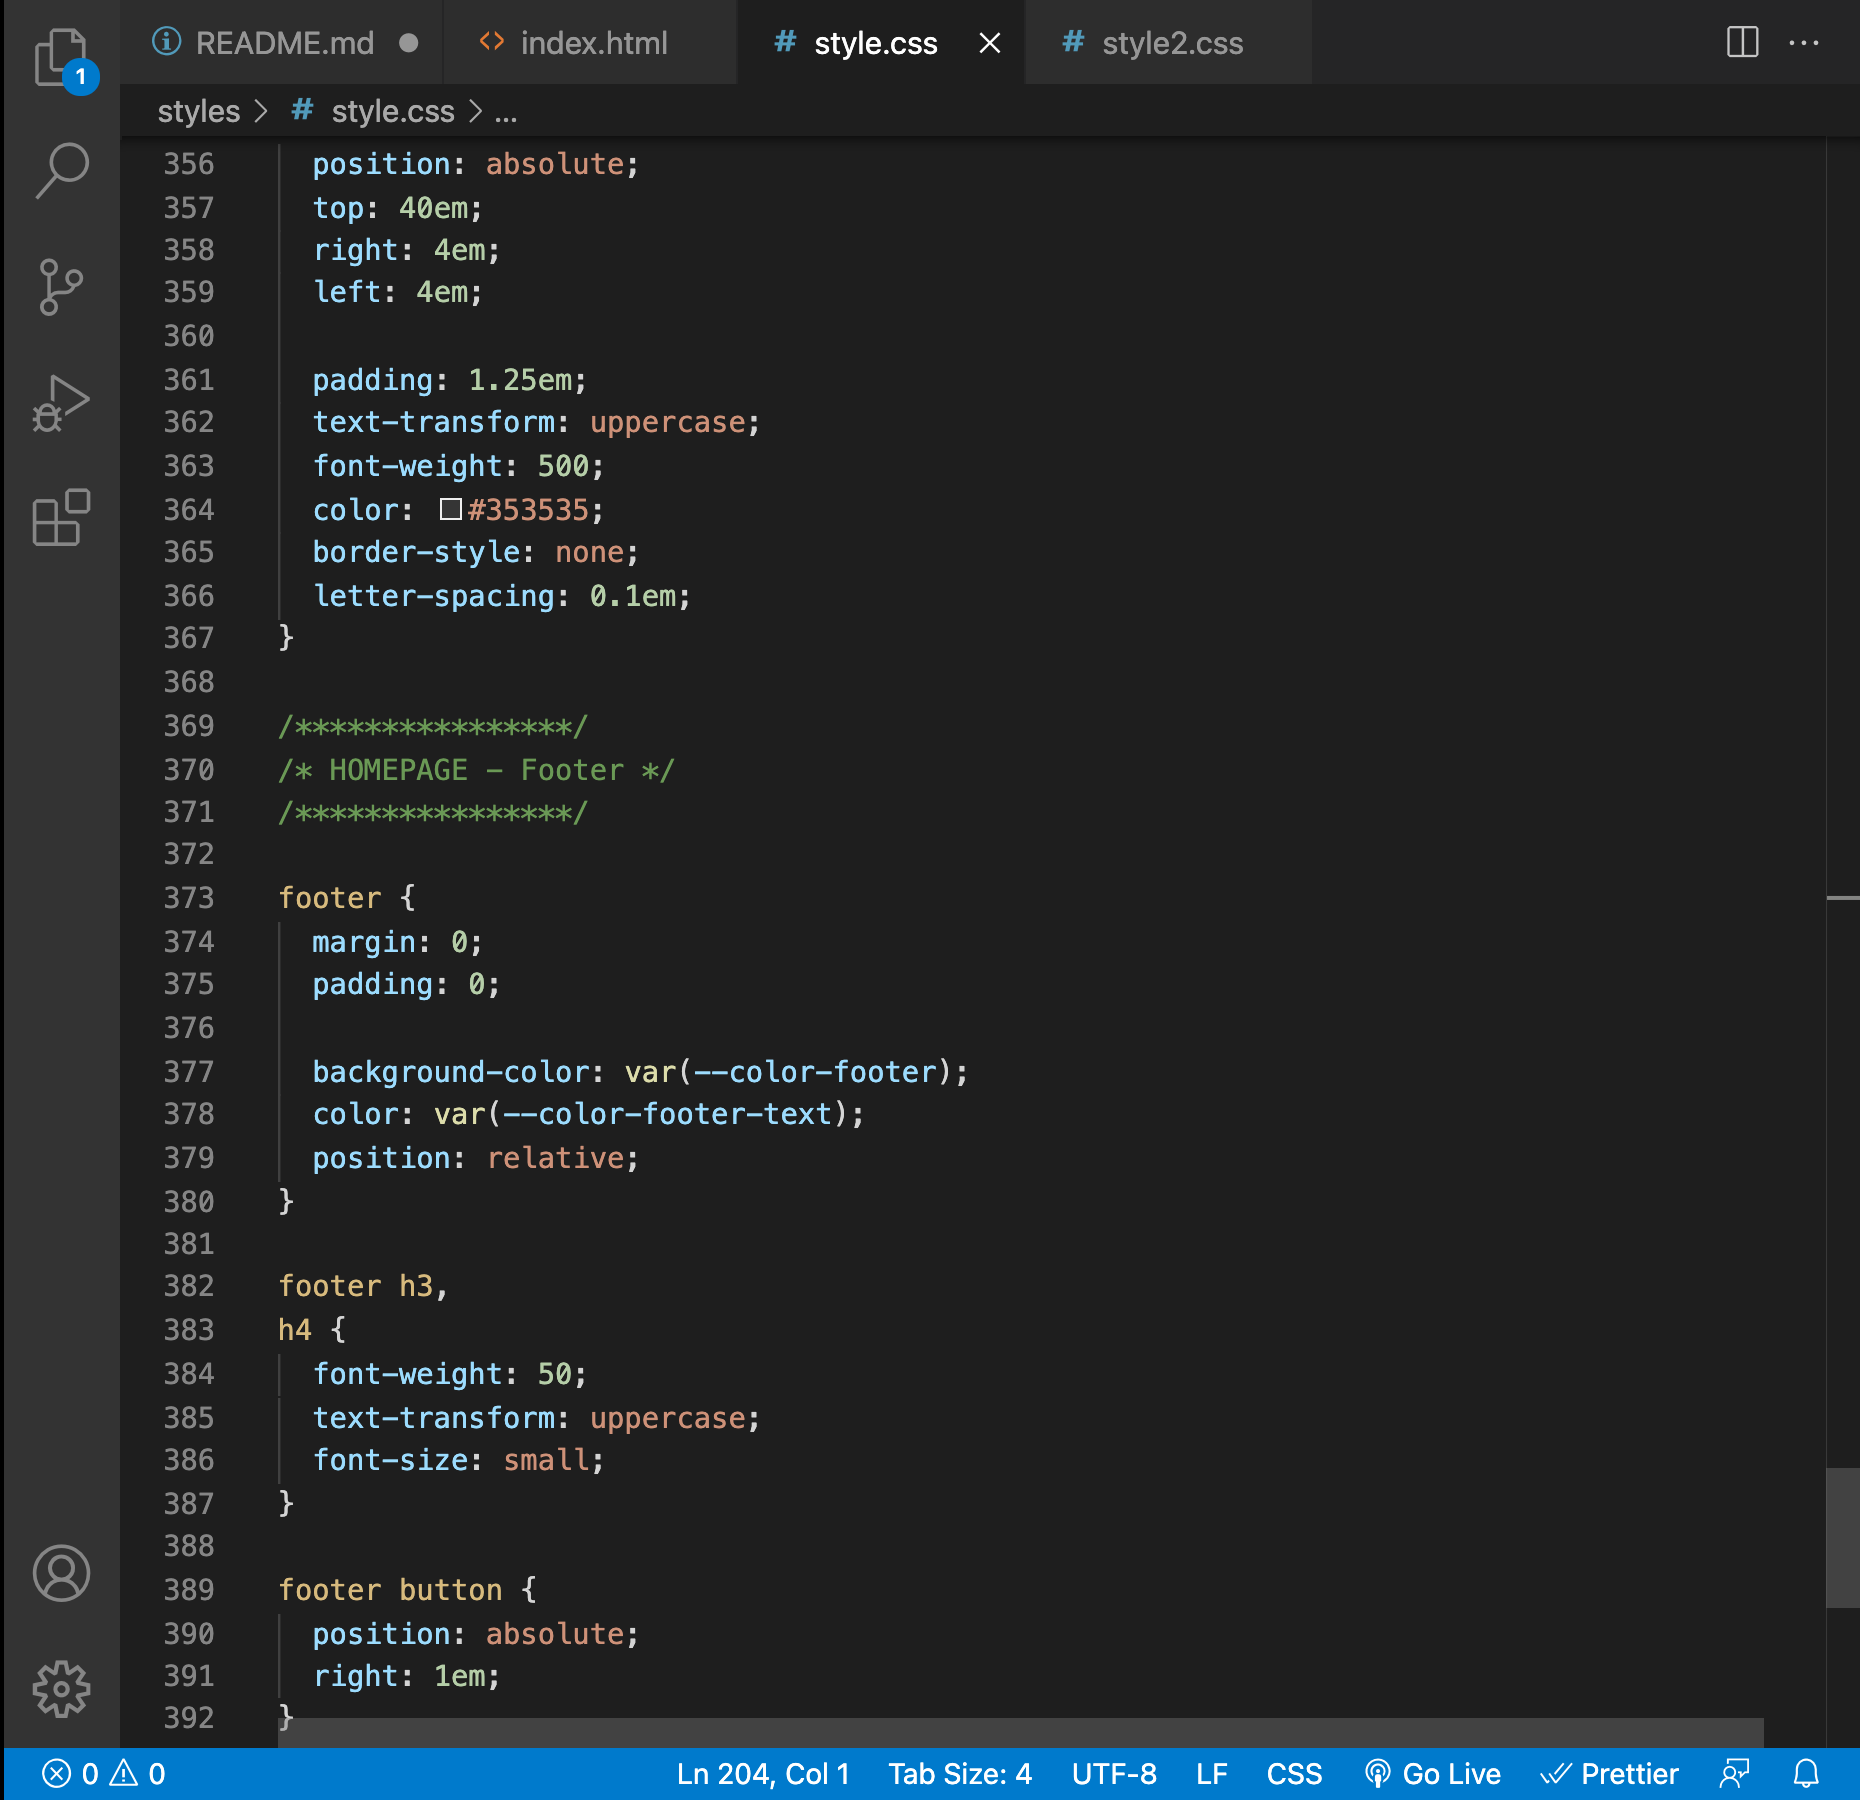 README.md
index.html
style.css
style2.css
1
styles > # style.css > ...
356 position: absolute;
357 top: 40em;
358 right: 4em;
359 left: 4em;
360
361 padding: 1.25em;
362 text-transform: uppercase;
363 font-weight: 500;
364 color: #353535;
365 border-style: none;
366 letter-spacing: 0.1em;
367 }
368
369 /****************/
370 /* HOMEPAGE - Footer */
371 /****************/
372
373 footer {
374 margin: 0;
375 padding: 0;
376
377 background-color: var(--color-footer);
378 color: var(--color-footer-text);
379 position: relative;
380 }
381
382 footer h3,
383 h4 {
384 font-weight: 50;
385 text-transform: uppercase;
386 font-size: small;
387 }
388
389 footer button {
390 position: absolute;
391 right: 1em;
392 }
0 0 Ln 204, Col 1 Tab Size: 4 UTF-8 LF CSS Go Live Prettier